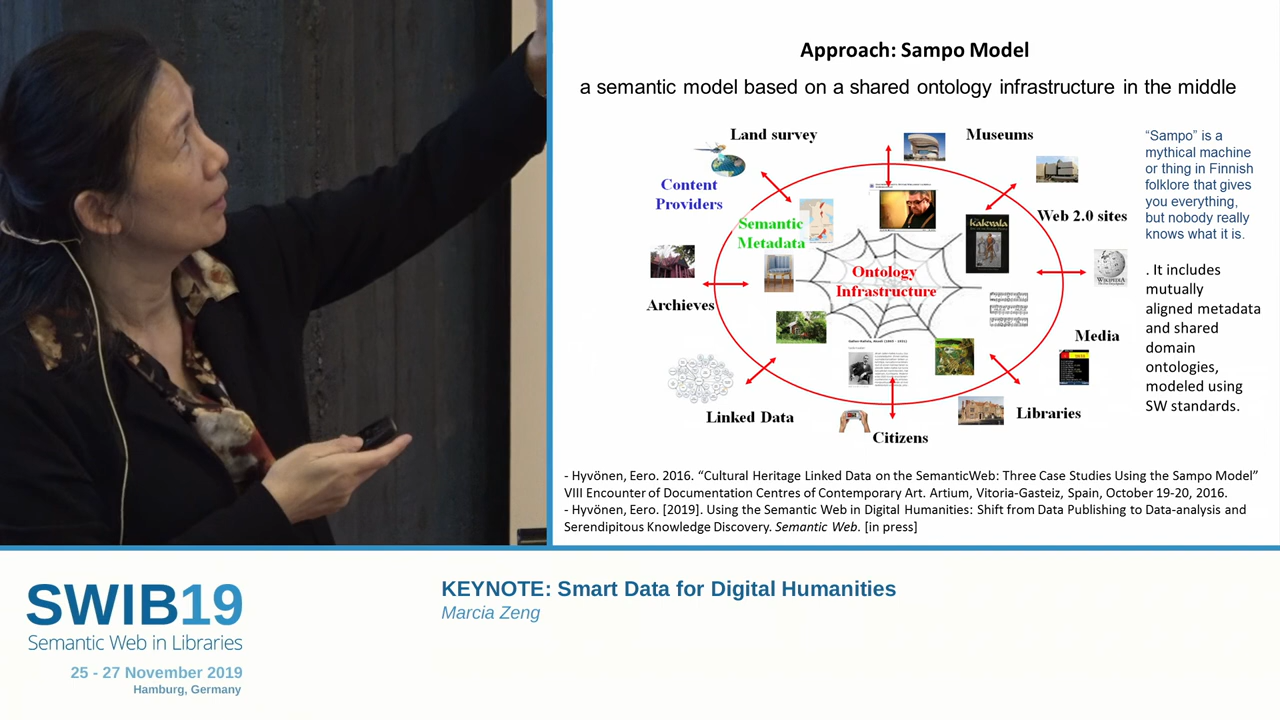 Approach: Sampo Model
a semantic model based on a shared ontology infrastructure in the middle
Land survey
Museums
Content
Providers
Semantic
Metadata
Web 2.0 sites
Kalevala
Ontology
Infrastructure
WIKIPEDIA
Archieves
Media
Linked Data
Citizens
Libraries
“Sampo” is a
mythical machine
or thing in Finnish
folklore that gives
you everything,
but nobody really
knows what it is.
. It includes
mutually
aligned metadata
and shared
domain
ontologies,
modeled using
SW standards.
- Hyvönen, Eero. 2016. “Cultural Heritage Linked Data on the SemanticWeb: Three Case Studies Using the Sampo Model”
VIII Encounter of Documentation Centres of Contemporary Art. Artium, Vitoria-Gasteiz, Spain, October 19-20, 2016.
- Hyvönen, Eero. [2019]. Using the Semantic Web in Digital Humanities: Shift from Data Publishing to Data-analysis and
Serendipitous Knowledge Discovery. Semantic Web. [in press]
SWIB19
Semantic Web in Libraries
25 - 27 November 2019
Hamburg, Germany
KEYNOTE: Smart Data for Digital Humanities
Marcia Zeng